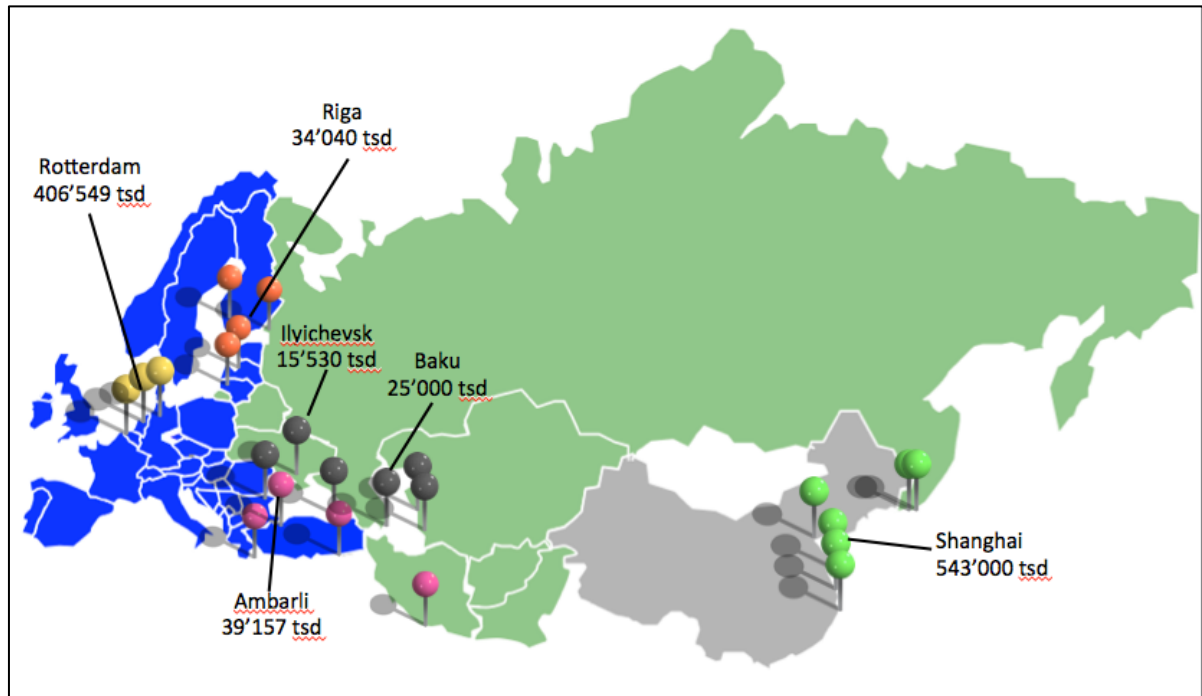 Riga
34’040 tsd
Rotterdam
406’549 tsd
Ilyichevsk
15’530 tsd
Baku
25’000 tsd
Shanghai
543’000 tsd
Ambarli
39’157 tsd